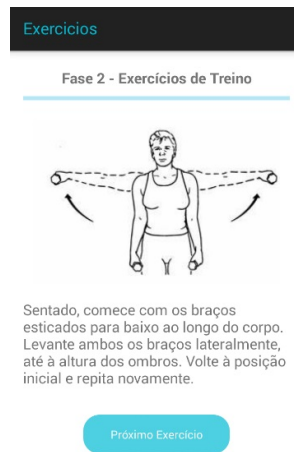 Exercicios
Fase 2 - Exercícios de Treino
Sentado, comece com os braços
esticados para baixo ao longo do corpo.
Levante ambos os braços lateralmente,
até à altura dos ombros. Volte à posição
inicial e repita novamente.
Próximo Exercício